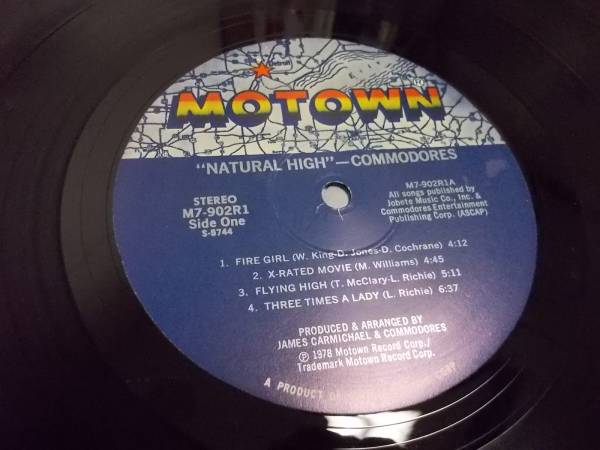 Detroit
MOTOWN®
"NATURAL HIGH"—COMMODORES
STEREO
M7-902R1
Side One
S-8744
M7-902R1A
All songs published by
Jobete Music Co., Inc. &
Commodores Entertainment
Publishing Corp. (ASCAP)
1. FIRE GIRL (W. King-D. Jones-D. Cochrane) 4:12
2. X-RATED MOVIE (M. Williams) 4:45
3. FLYING HIGH (T. McClary-L. Richie) 5:11
4. THREE TIMES A LADY (L. Richie) 6:37
PRODUCED & ARRANGED BY
JAMES CARMICHAEL & COMMODORES
℗ 1978 Motown Record Corp./
Trademark Motown Record Corp.
A PRODUCT OF